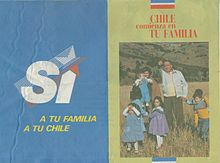 Sí
A TU FAMILIA
A TU CHILE
CHILE
comienza en
TU FAMILIA